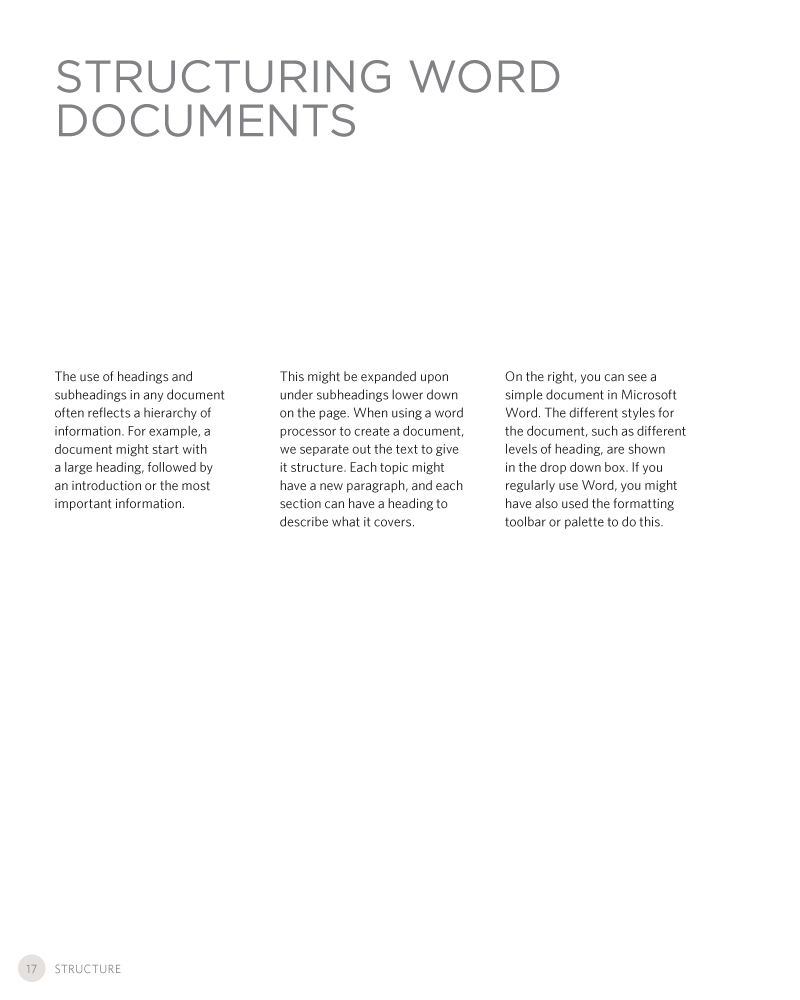 STRUCTURING WORD
DOCUMENTS
The use of headings and
subheadings in any document
often reflects a hierarchy of
information. For example, a
document might start with
a large heading, followed by
an introduction or the most
important information.
This might be expanded upon
under subheadings lower down
on the page. When using a word
processor to create a document,
we separate out the text to give
it structure. Each topic might
have a new paragraph, and each
section can have a heading to
describe what it covers.
On the right, you can see a
simple document in Microsoft
Word. The different styles for
the document, such as different
levels of heading, are shown
in the drop down box. If you
regularly use Word, you might
have also used the formatting
toolbar or palette to do this.
17 STRUCTURE